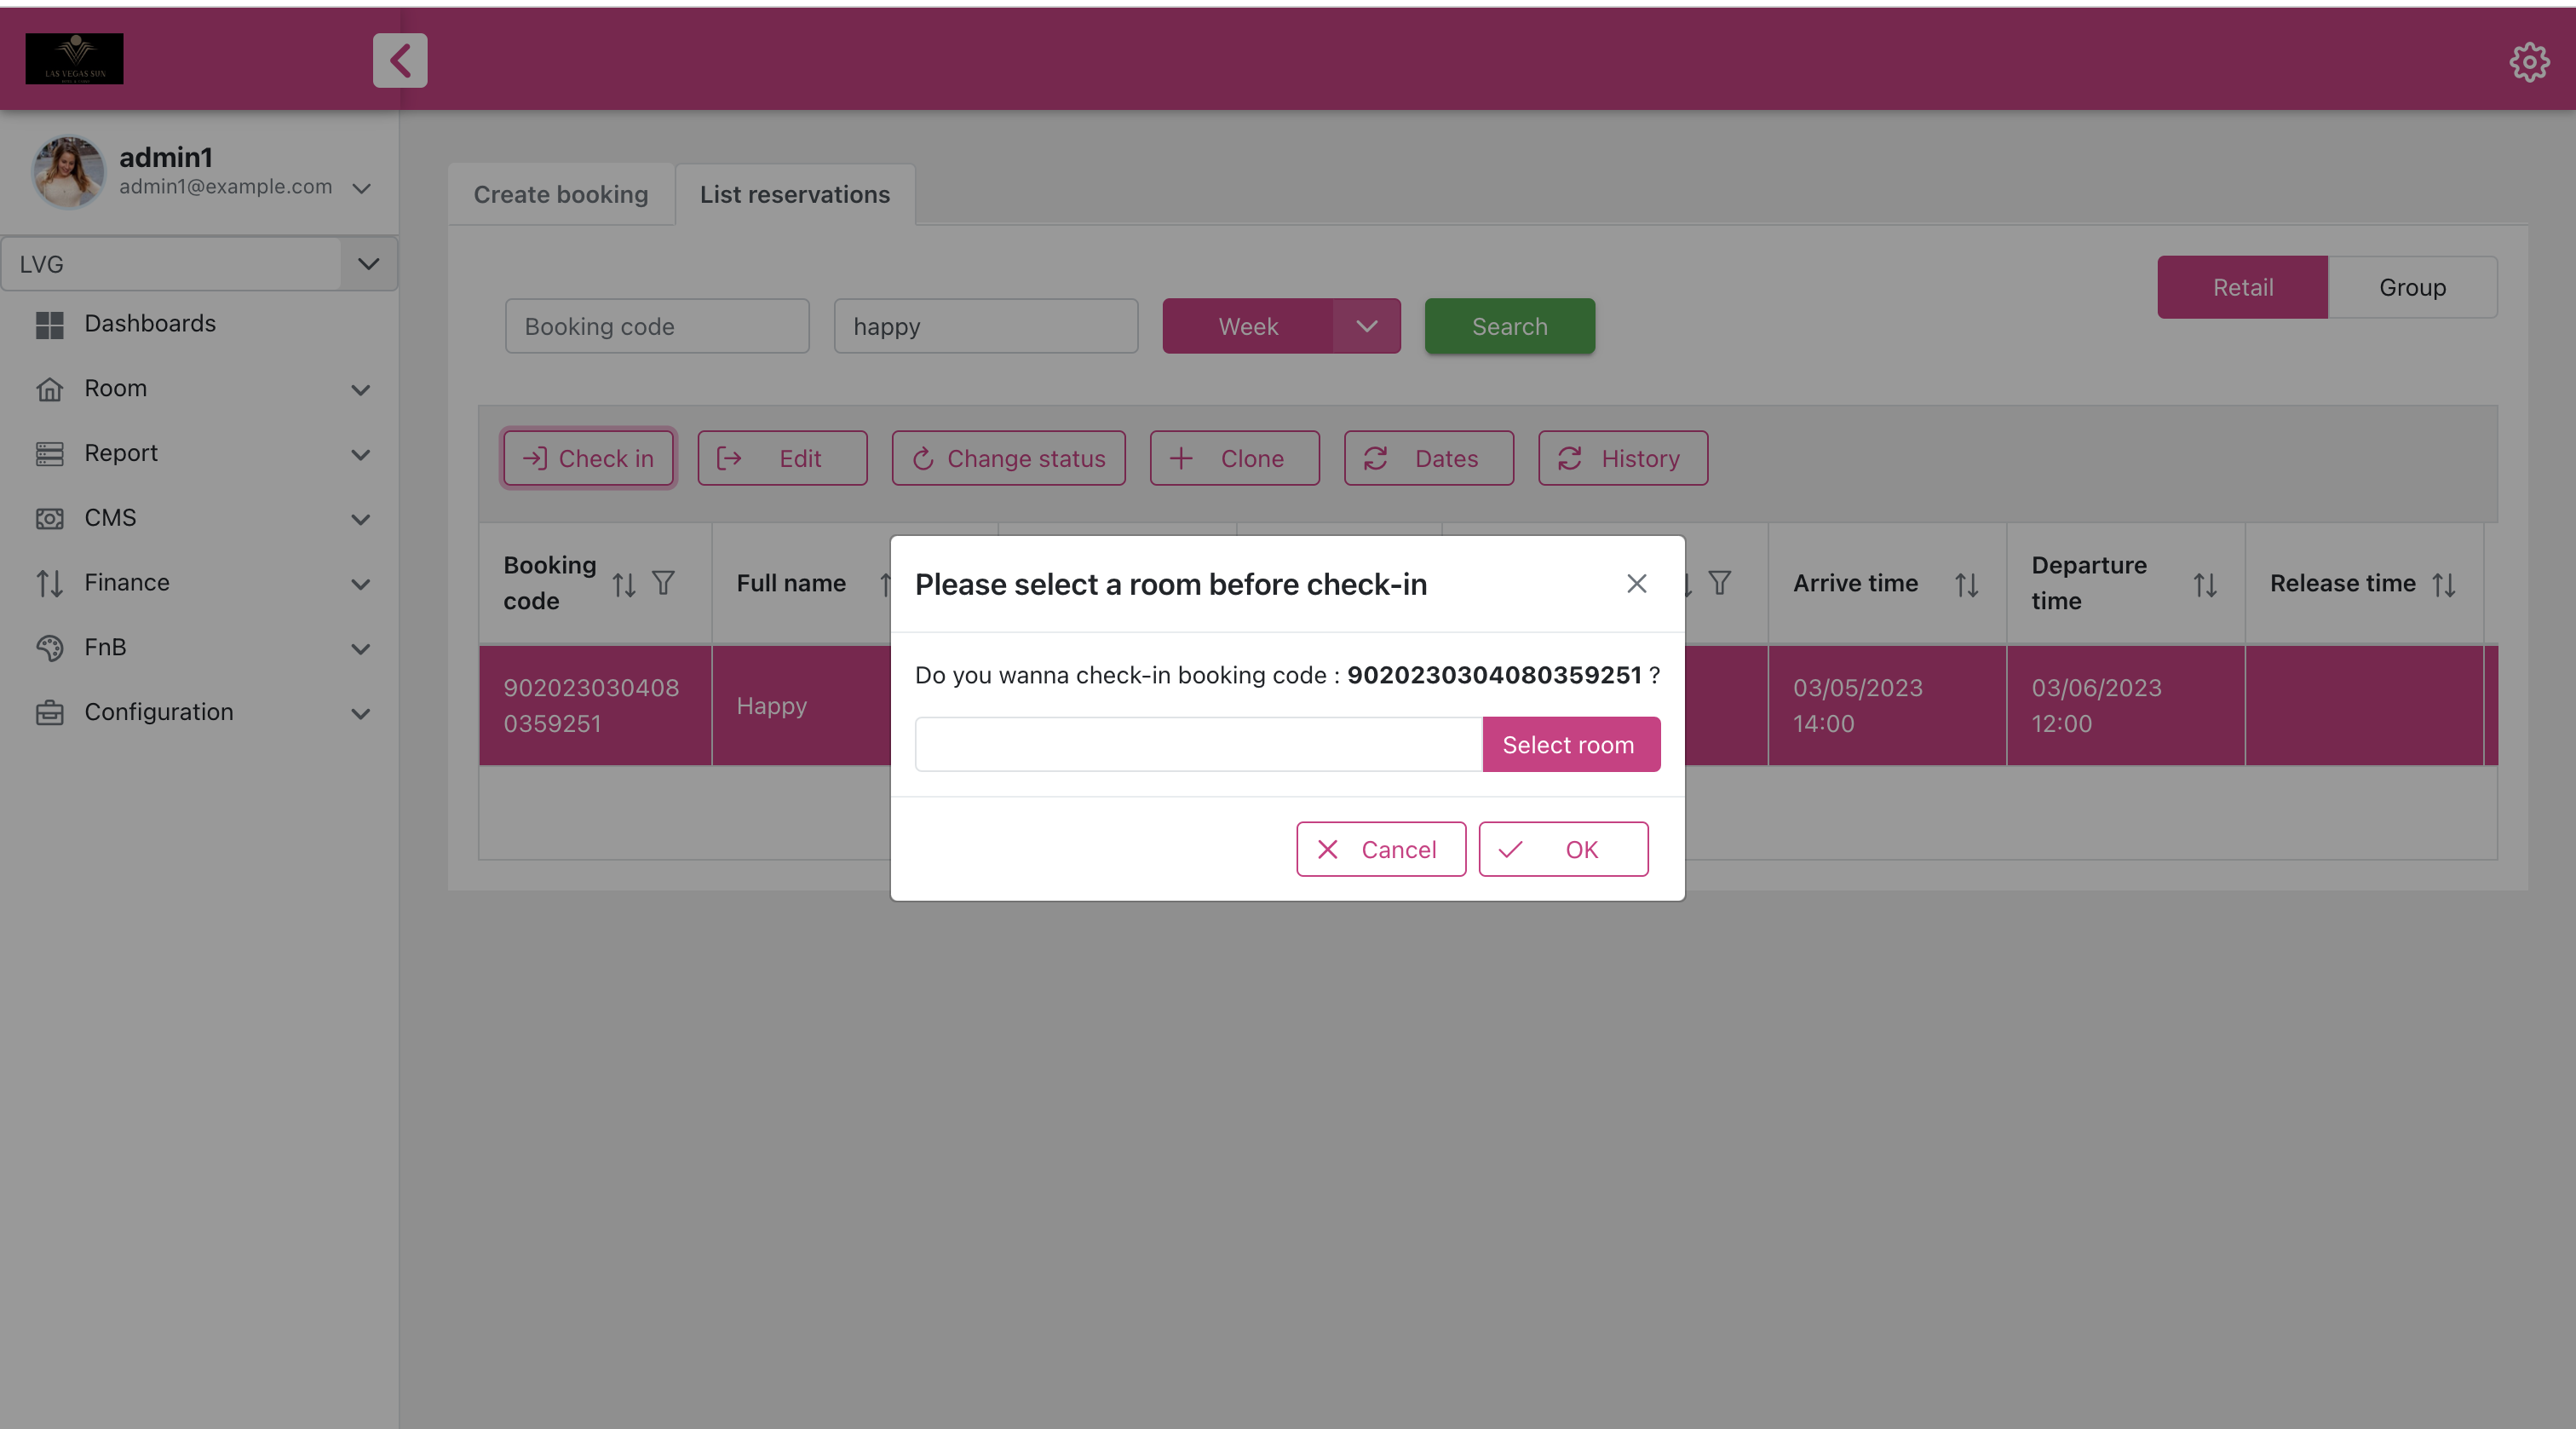 LAS VEGAS SUN
admin1
admin1@example.com
LVG
Dashboards
Room
Report
CMS
Finance
FnB
Configuration
Create booking
List reservations
Retail
Group
Booking code
happy
Week
Search
Check in
Edit
Change status
Clone
Dates
History
Booking
code
Full name
Arrive time
Departure
time
Release time
902023030408
0359251
Happy
03/05/2023
14:00
03/06/2023
12:00
Please select a room before check-in
Do you wanna check-in booking code : 9020230304080359251 ?
Select room
Cancel
OK